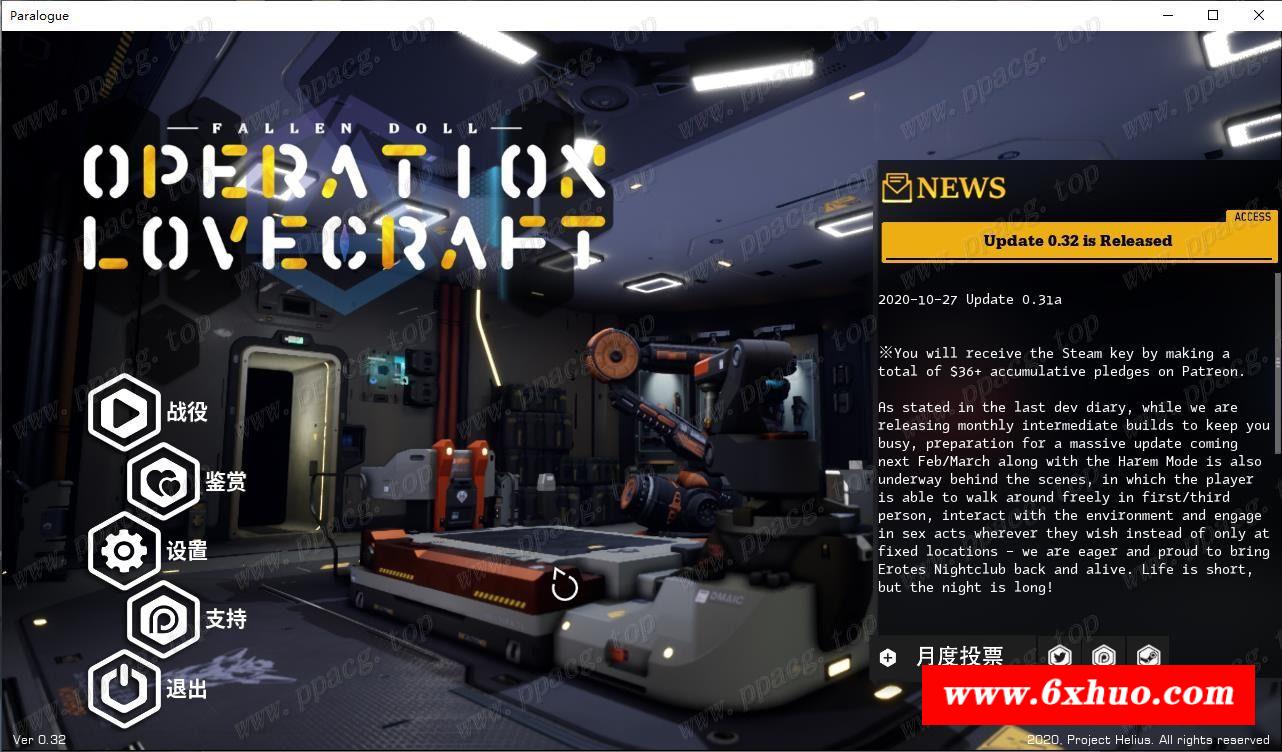 Paralogue
FALLEN DOLL
OPERATION
LOVECRAFT
战役
鉴赏
设置
支持
退出
Ver 0.32
NEWS
ACCESS
Update 0.32 is Released
2020-10-27 Update 0.31a
※You will receive the Steam key by making a
total of $36+ accumulative pledges on Patreon.
As stated in the last dev diary, while we are
releasing monthly intermediate builds to keep you
busy, preparation for a massive update coming
next Feb/March along with the Harem Mode is also
underway behind the scenes, in which the player
is able to walk around freely in first/third
person, interact with the environment and engage
in sex acts wherever they wish instead of only at
fixed locations – we are eager and proud to bring
Erotes Nightclub back and alive. Life is short,
but the night is long!
月度投票
www.6xhuo.com
2020, Project Helius. All rights reserved
DMAIC
www.ppacg.top